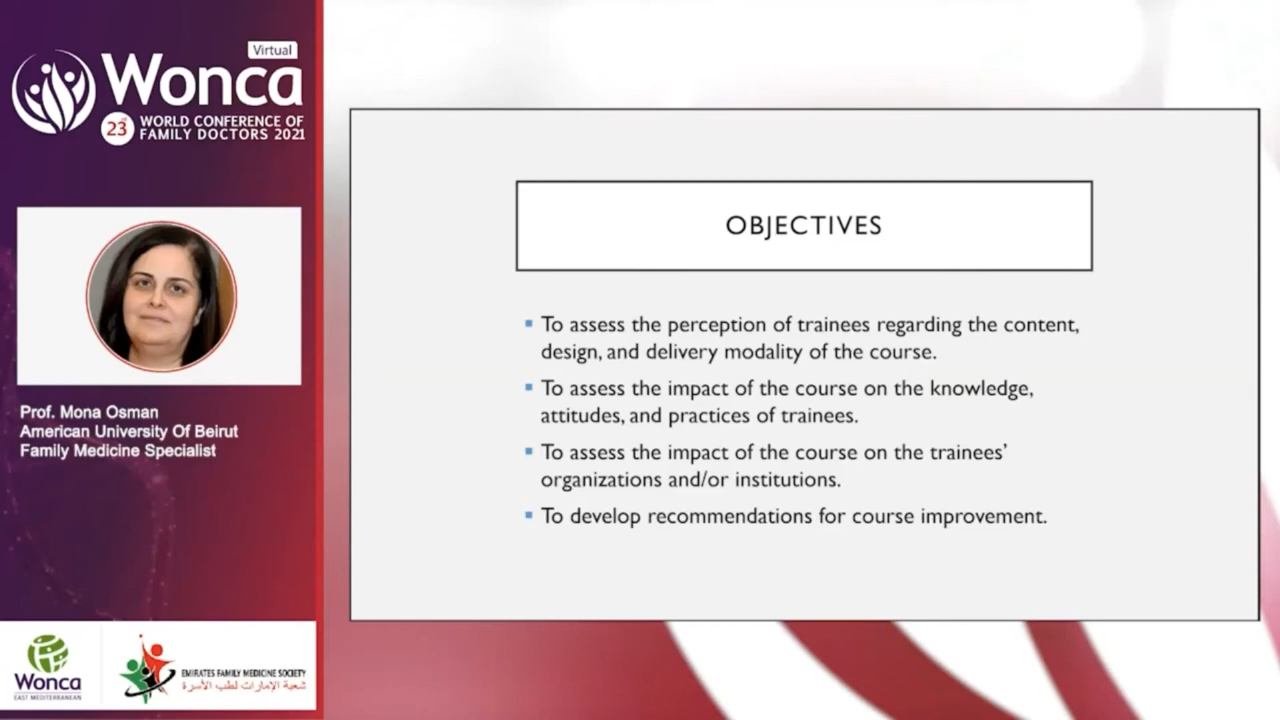 Virtual
Wonca
23
WORLD CONFERENCE OF
FAMILY DOCTORS 2021
Prof. Mona Osman
American University Of Beirut
Family Medicine Specialist
Wonca
EAST MEDITERRANEAN
EMIRATES FAMILY MEDICINE SOCIETY
شعبة الإمارات لطب الأسرة
OBJECTIVES
▪ To assess the perception of trainees regarding the content,
design, and delivery modality of the course.
▪ To assess the impact of the course on the knowledge,
attitudes, and practices of trainees.
▪ To assess the impact of the course on the trainees’
organizations and/or institutions.
▪ To develop recommendations for course improvement.